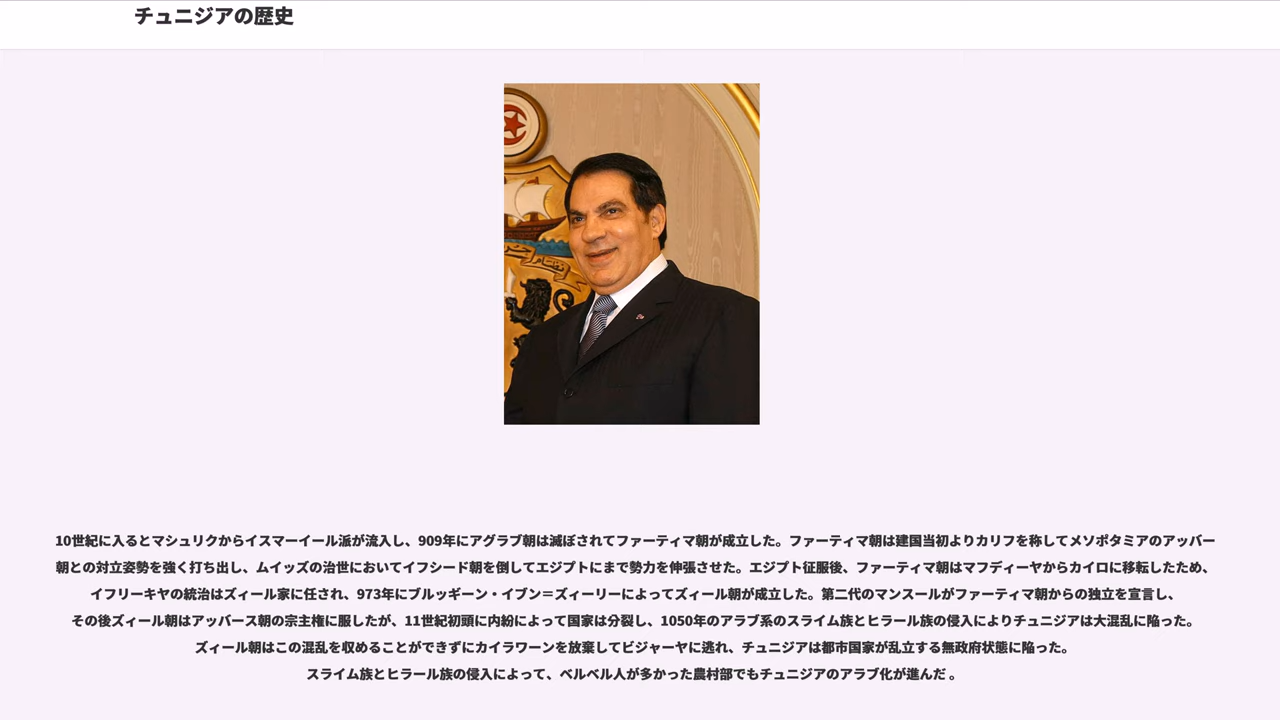 チュニジアの歴史
10世紀に入るとマシュリクからイスマーイール派が流入し、909年にアグラブ朝は滅ぼされてファーティマ朝が成立した。ファーティマ朝は建国当初よりカリフを称してメソポタミアのアッバー
朝との対立姿勢を強く打ち出し、ムイッズの治世においてイフシード朝を倒してエジプトにまで勢力を伸張させた。エジプト征服後、ファーティマ朝はマフディーヤからカイロに移転したため、
イフリーキヤの統治はズィール家に任され、973年にブルッギーン・イブン＝ズィーリーによってズィール朝が成立した。第二代のマンスールがファーティマ朝からの独立を宣言し、
その後ズィール朝はアッバース朝の宗主権に服したが、11世紀初頭に内紛によって国家は分裂し、1050年のアラブ系のスライム族とヒラール族の侵入によりチュニジアは大混乱に陥った。
ズィール朝はこの混乱を収めることができずにカイラワーンを放棄してビジャーヤに逃れ、チュニジアは都市国家が乱立する無政府状態に陥った。
スライム族とヒラール族の侵入によって、ベルベル人が多かった農村部でもチュニジアのアラブ化が進んだ 。